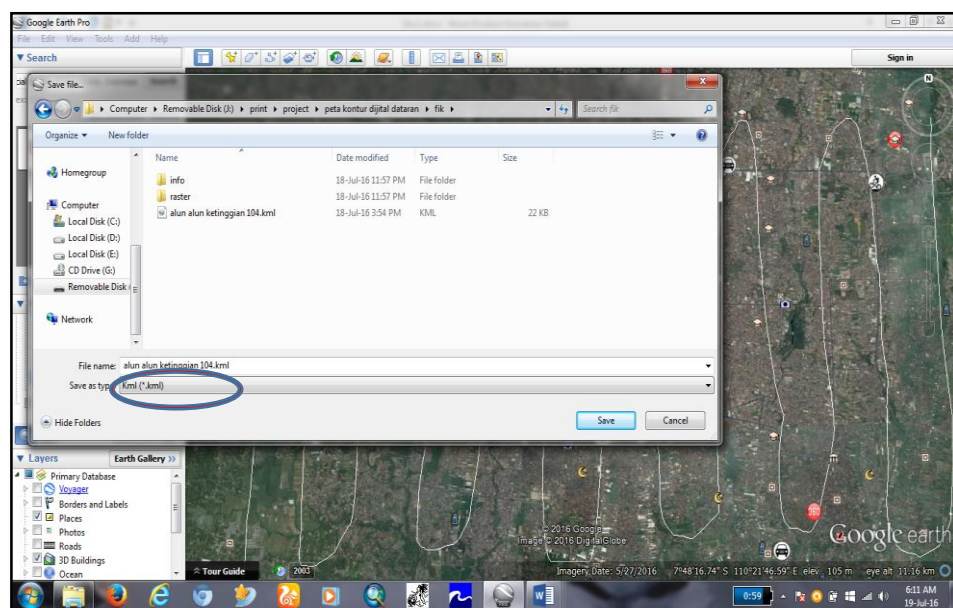 Google Earth Pro
File Edit View Tools Add Help
Search
Sign in
Save file...
Computer Removable Disk (J:) print project peta kontur dijital dataran fik
Search fik
Organize New folder
Name Date modified Type Size
Homegroup
Computer
Local Disk (C:)
Local Disk (D:)
Local Disk (E:)
CD Drive (G:)
Removable Disk
Network
info 18-Jul-16 11:57 PM File folder
raster 18-Jul-16 11:57 PM File folder
alun alun ketinggian 104.kml 18-Jul-16 3:54 PM KML 22 KB
File name: alun alun ketinggian 104.kml
Save as type: Kml (*.kml)
Hide Folders
Save Cancel
Layers Earth Gallery >>
Primary Database
Voyager
Borders and Labels
Places
Photos
Roads
3D Buildings
Ocean
N
© 2016 Google
Image © 2016 DigitalGlobe
Google earth
Tour Guide 2003
Imagery Date: 5/27/2016 7°48'16.74" S 110°21'46.59" E elev 105 m eye alt 11.16 km
0:59
6:11 AM
19-Jul-16